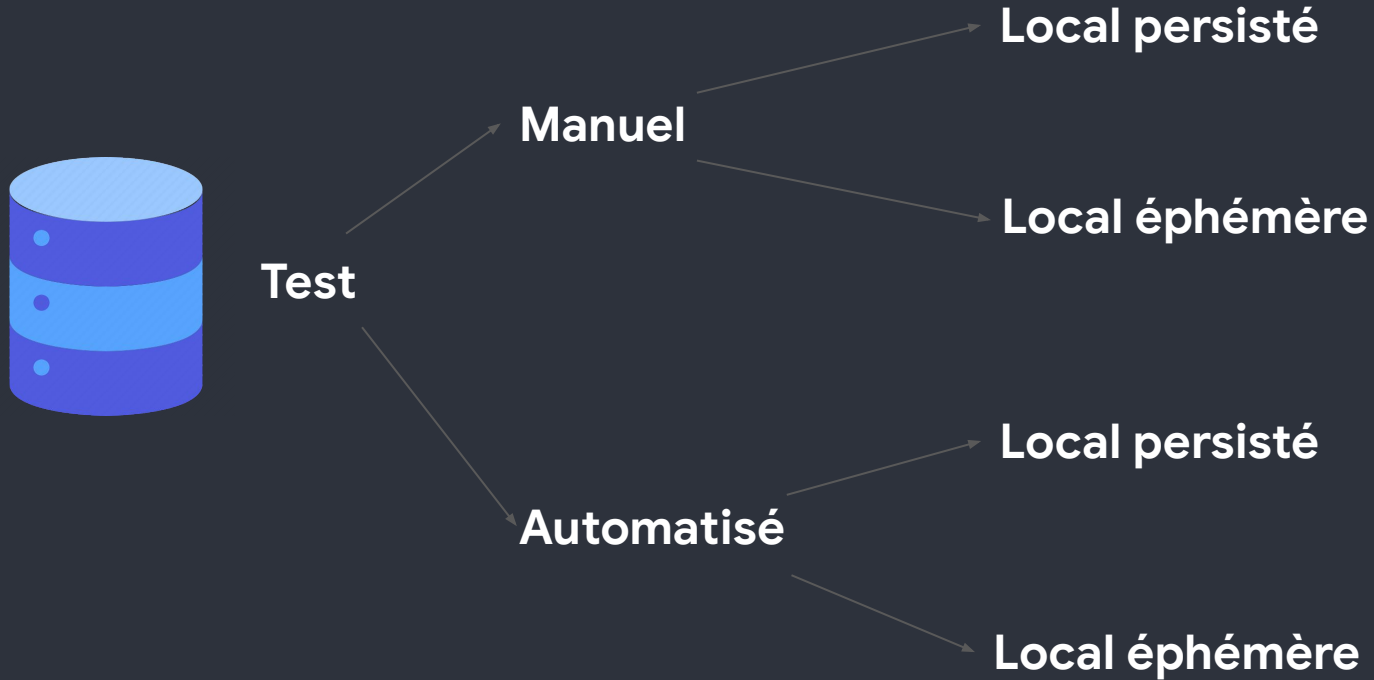 Local persisté
Manuel
Local éphémère
Test
Local persisté
Automatisé
Local éphémère